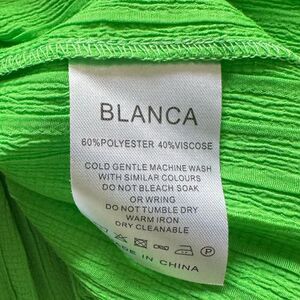 BLANCA
60%POLYESTER 40%VISCOSE
COLD GENTLE MACHINE WASH
WITH SIMILAR COLOURS
DO NOT BLEACH SOAK
OR WRING
DO NOT TUMBLE DRY
WARM IRON
DRY CLEANABLE
P
IN CHINA